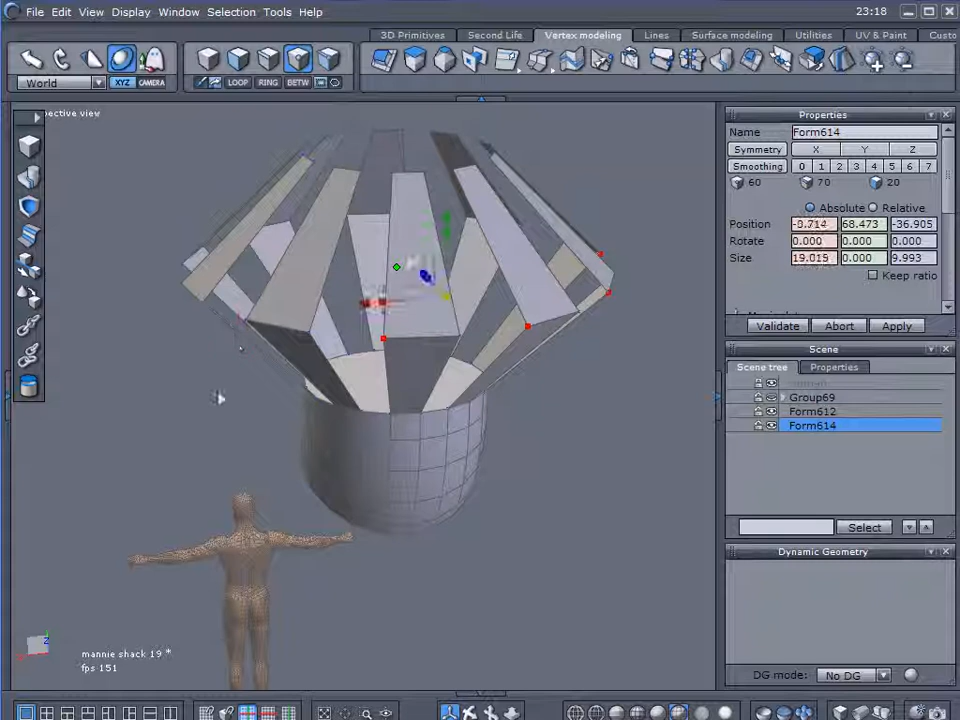 File Edit View Display Window Selection Tools Help 23:18
3D Primitives Second Life Vertex modeling Lines Surface modeling Utilities UV & Paint Custo
World XYZ CAMERA LOOP RING BETW
pective view
Properties
Name Form614
Symmetry X Y Z
Smoothing 0 1 2 3 4 5 6 7
60 70 20
Absolute Relative
Position -0.714 68.473 -36.905
Rotate 0.000 0.000 0.000
Size 19.015 0.000 9.993
Keep ratio
Validate Abort Apply
Scene
Scene tree Properties
Group69
Form612
Form614
Select
Dynamic Geometry
Z
mannie shack 19 *
fps 151
DG mode: No DG